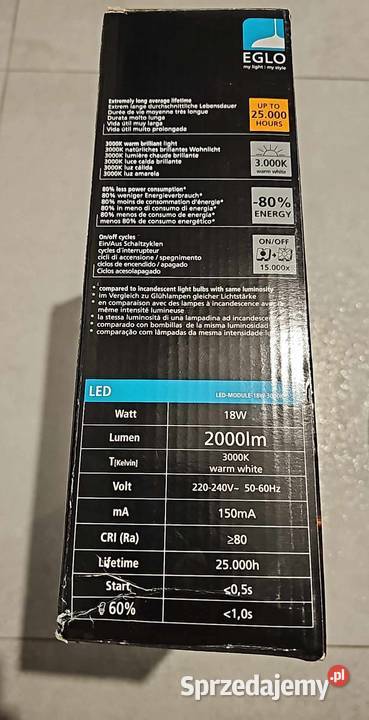 EGLO
my light | my style
Extremely long average lifetime
Extrem lange durchschnittliche Lebensdauer
Durée de vie moyenne très longue
Durata molto lunga
Vida útil muy larga
Vida útil muito prolongada
UP TO
25.000
HOURS
3000K warm brilliant light
3000K natürliches brillantes Wohnlicht
3000K lumière chaude brillante
3000K luce calda brillante
3000K luz cálida
3000K luz amarela
3.000K
warm white
80% less power consumption*
80% weniger Energieverbrauch*
80% moins de consommation d'énergie*
80% in meno di consumo di energia*
80% menos de consumo de energía*
menos 80% de consumo energético*
-80%
ENERGY
On/off cycles
Ein/Aus Schaltzyklen
cycles d'interrupteur
cicli di accensione / spegnimento
ciclos de encendido / apagado
Ciclos acesolapagado
ON/OFF
15.000x
* compared to incandescent light bulbs with same luminosity
* im Vergleich zu Glühlampen gleicher Lichtstärke
* en comparaison avec des lampes à incandescence avec
même intensité lumineuse
* la stessa luminosità di una lampadina ad incandescen
* comparado con bombillas de la misma luminosidad
* comparação com lâmpadas da mesma intensidade lu
LED
LED-MODULE-18W-3000K
Watt 18W
Lumen 2000lm
T[Kelvin] 3000K
warm white
Volt 220-240V~ 50-60Hz
mA 150mA
CRI (Ra) ≥80
Lifetime 25.000h
Start ≤0,5s
60% <1,0s
Sprzedajemy.pl